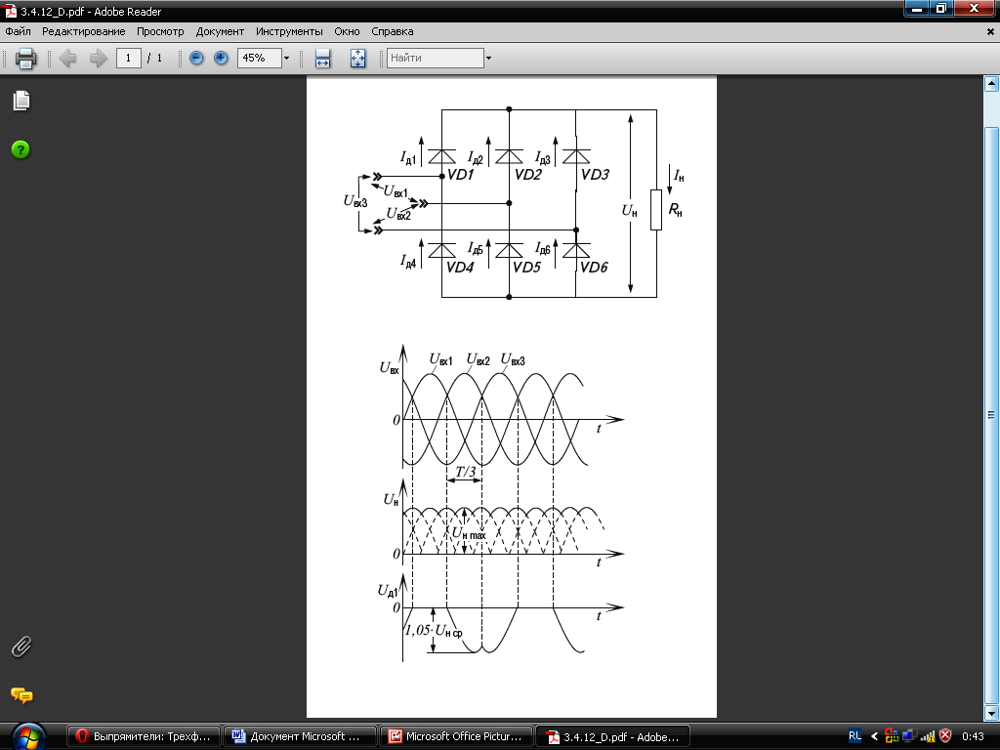 3.4.12_D.pdf - Adobe Reader
Файл Редактирование Просмотр Документ Инструменты Окно Справка
1 / 1 45% Найти
Iд1 Iд2 Iд3
VD1 VD2 VD3
Uвх1
Uвх3
Uвх2
Iн
Uн Rн
Iд4 Iд5 Iд6
VD4 VD5 VD6
Uвх Uвх1 Uвх2 Uвх3
0 t
T/3
Uн
Uн max
0 t
Uд1
0 t
1,05·Uн ср
Выпрямители: Трехф... Документ Microsoft ... Microsoft Office Pictur... 3.4.12_D.pdf - Adobe... RL 0:43